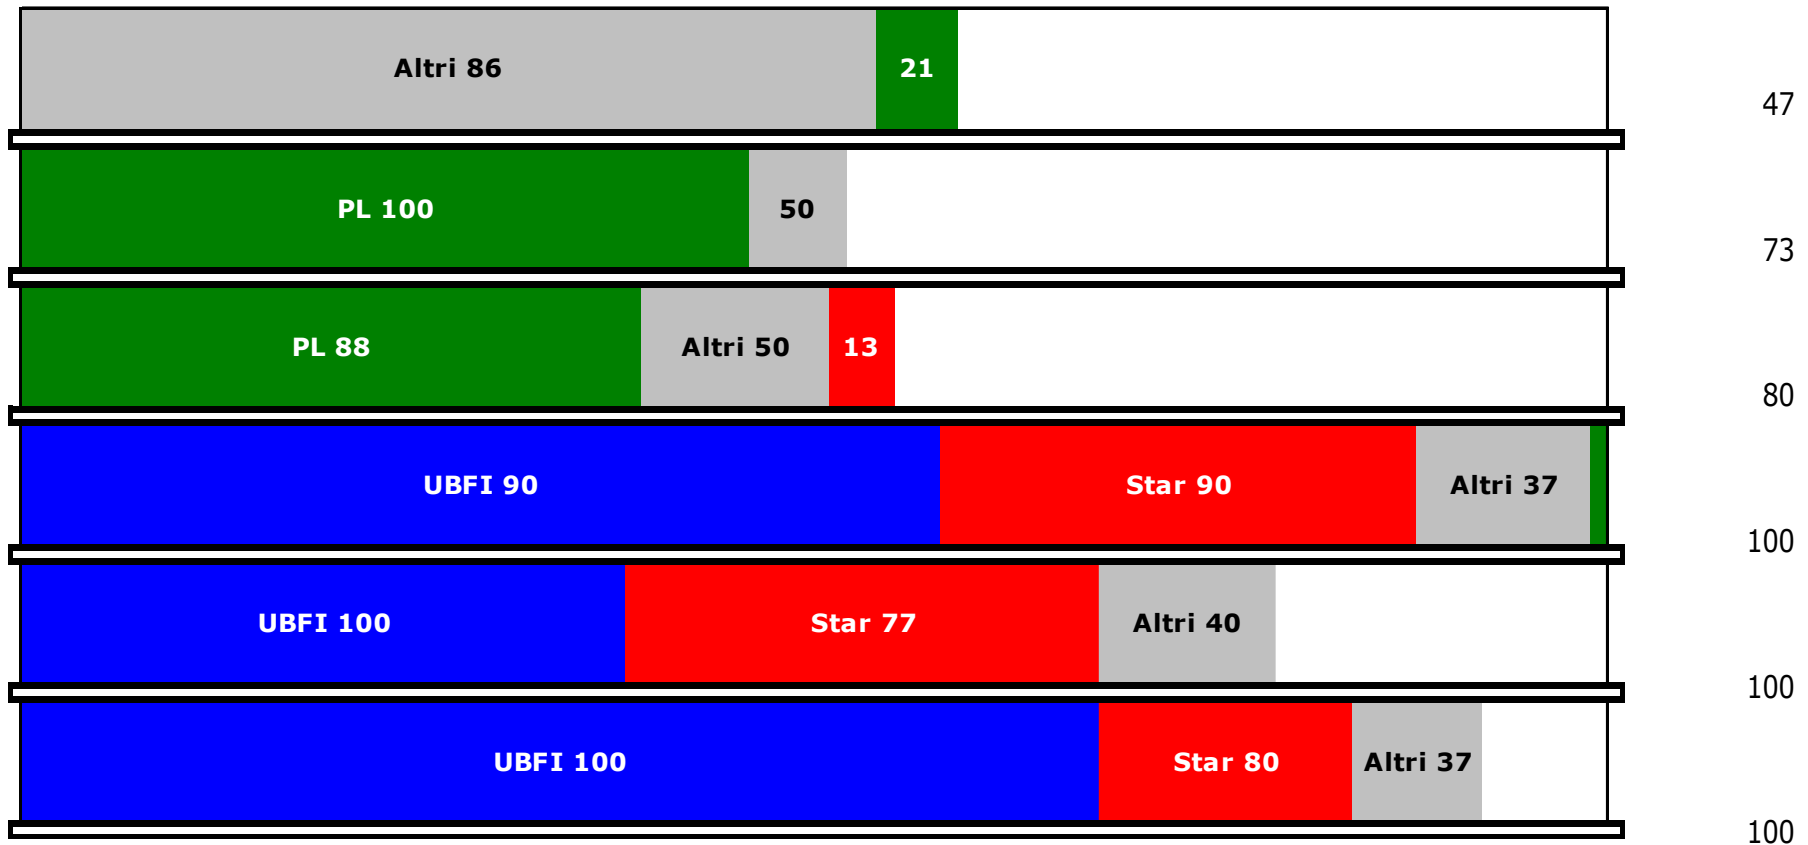 Altri 86 21
47
PL 100 50
73
PL 88 Altri 50 13
80
UBFI 90 Star 90 Altri 37
100
UBFI 100 Star 77 Altri 40
100
UBFI 100 Star 80 Altri 37
100